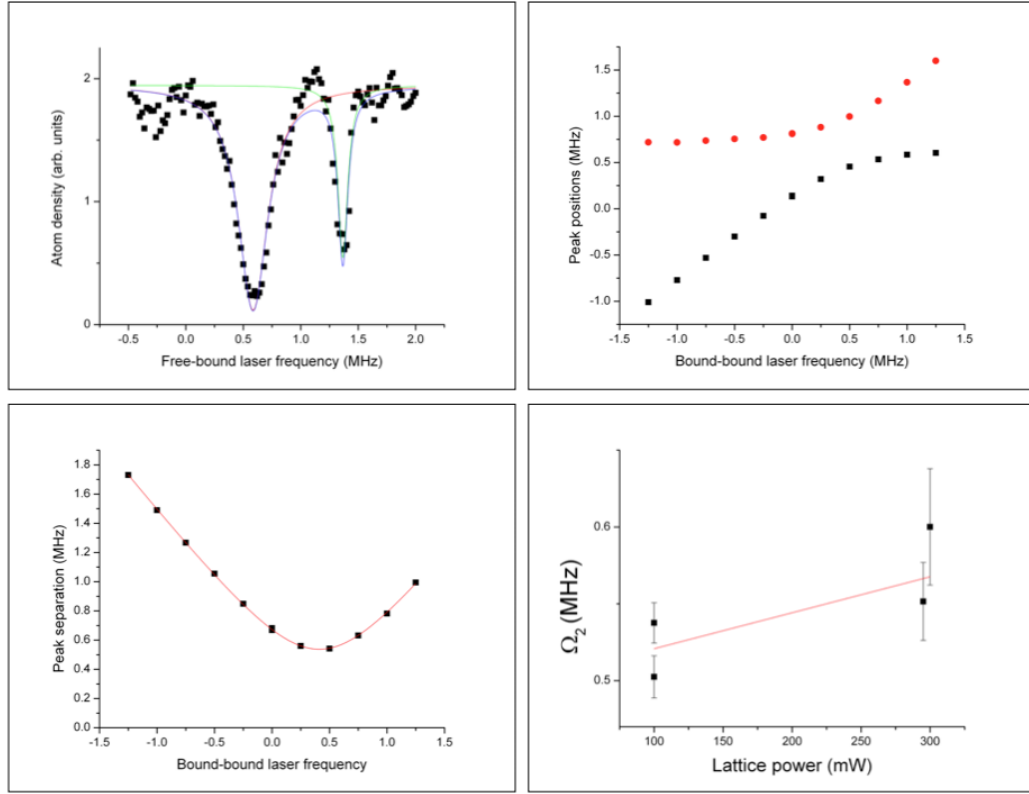 2
1
0
Atom density (arb. units)
-0.5 0.0 0.5 1.0 1.5 2.0
Free-bound laser frequency (MHz)
1.5
1.0
0.5
0.0
-0.5
-1.0
Peak positions (MHz)
-1.5 -1.0 -0.5 0.0 0.5 1.0 1.5
Bound-bound laser frequency (MHz)
1.8
1.6
1.4
1.2
1.0
0.8
0.6
0.4
0.2
0.0
Peak separation (MHz)
-1.5 -1.0 -0.5 0.0 0.5 1.0 1.5
Bound-bound laser frequency
0.6
0.5
Ω₂ (MHz)
100 150 200 250 300
Lattice power (mW)